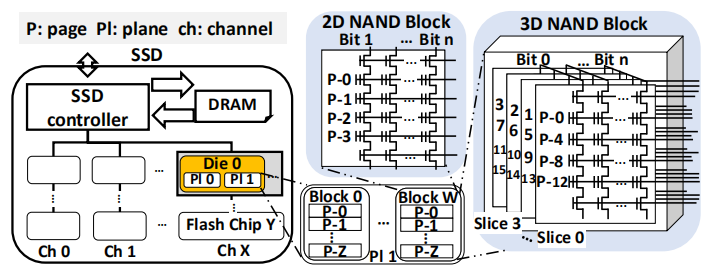 P: page Pl: plane ch: channel
SSD
SSD controller
DRAM
Die 0
Pl 0 Pl 1
...
...
Flash Chip Y
Ch 0 Ch 1 ... Ch X
2D NAND Block
Bit 1 ... Bit n
P-0
...
P-1
...
P-2
...
P-3
...
...
Block 0 ... Block W
P-0 P-0
P-1 P-1
P-Z P-Z
Pl 1
3D NAND Block
Bit 0 ... Bit n
3 2 1 P-0
7 6 5 P-4
11 10 9 P-8
15 14 13 P-12
...
Slice 3
... Slice 0